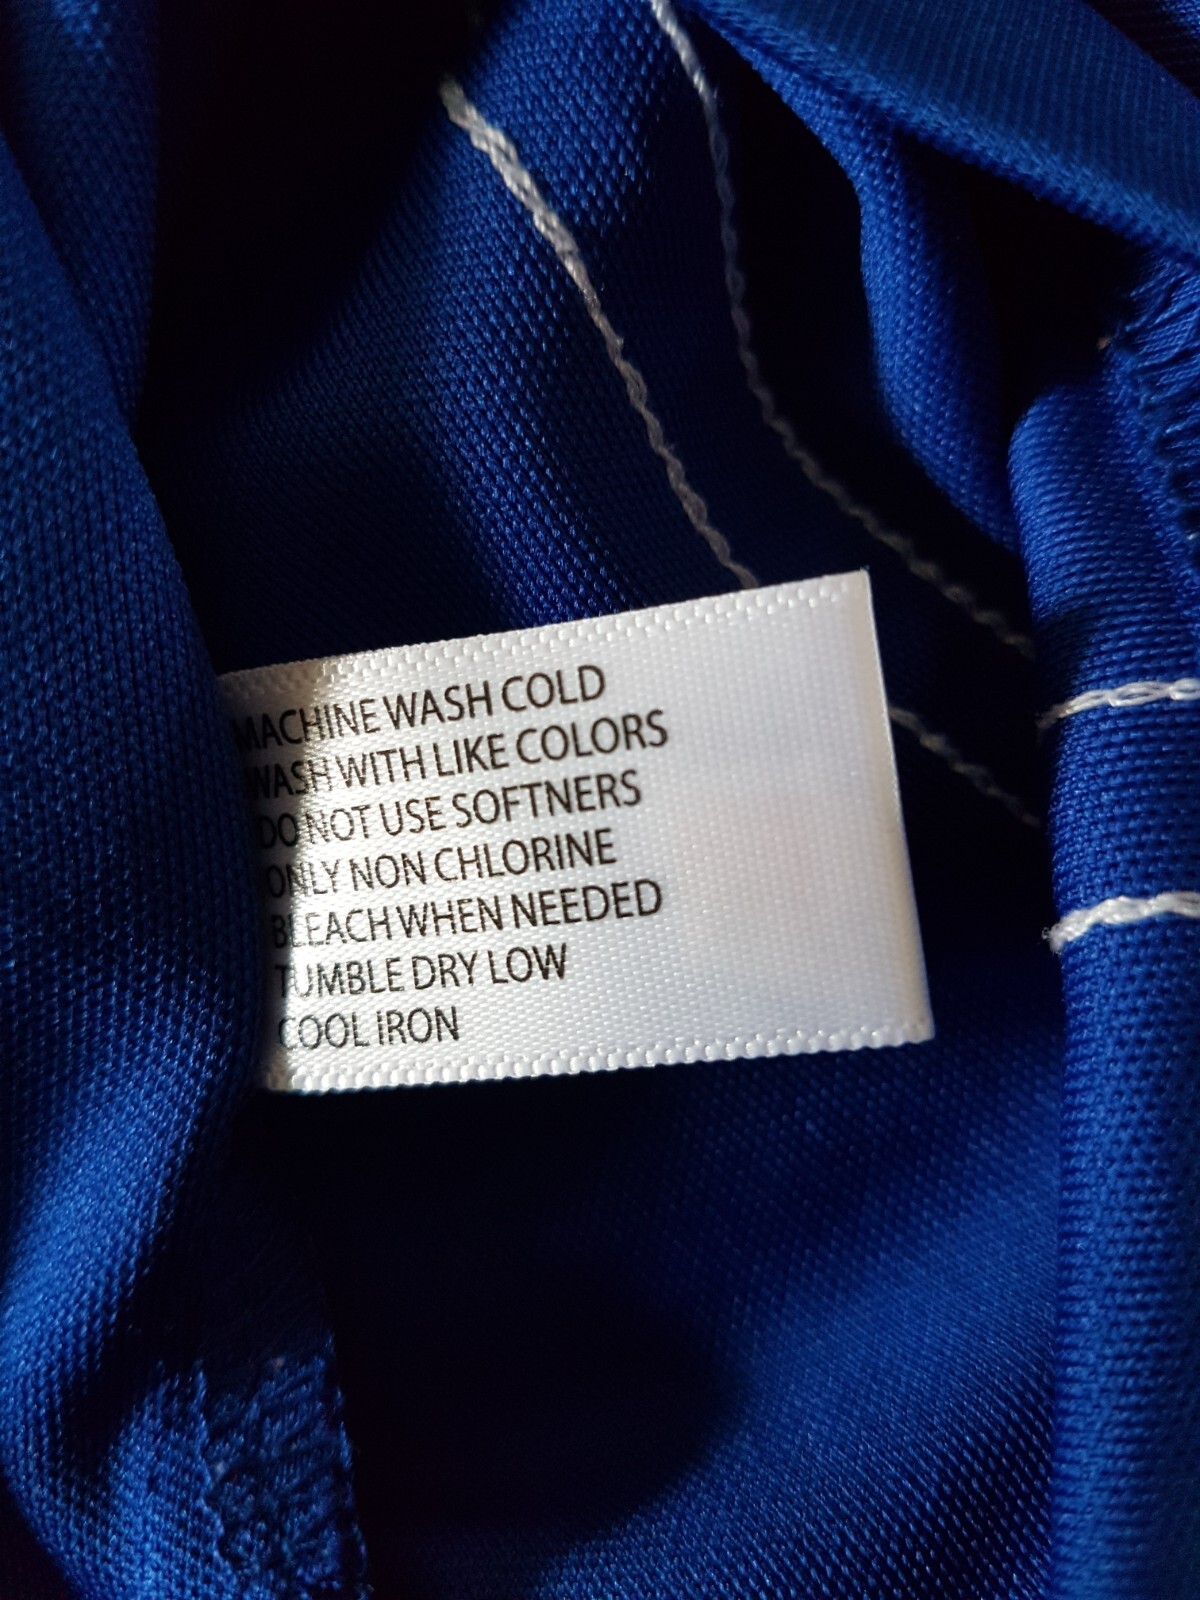 MACHINE WASH COLD
WASH WITH LIKE COLORS
DO NOT USE SOFTNERS
ONLY NON CHLORINE
BLEACH WHEN NEEDED
TUMBLE DRY LOW
COOL IRON